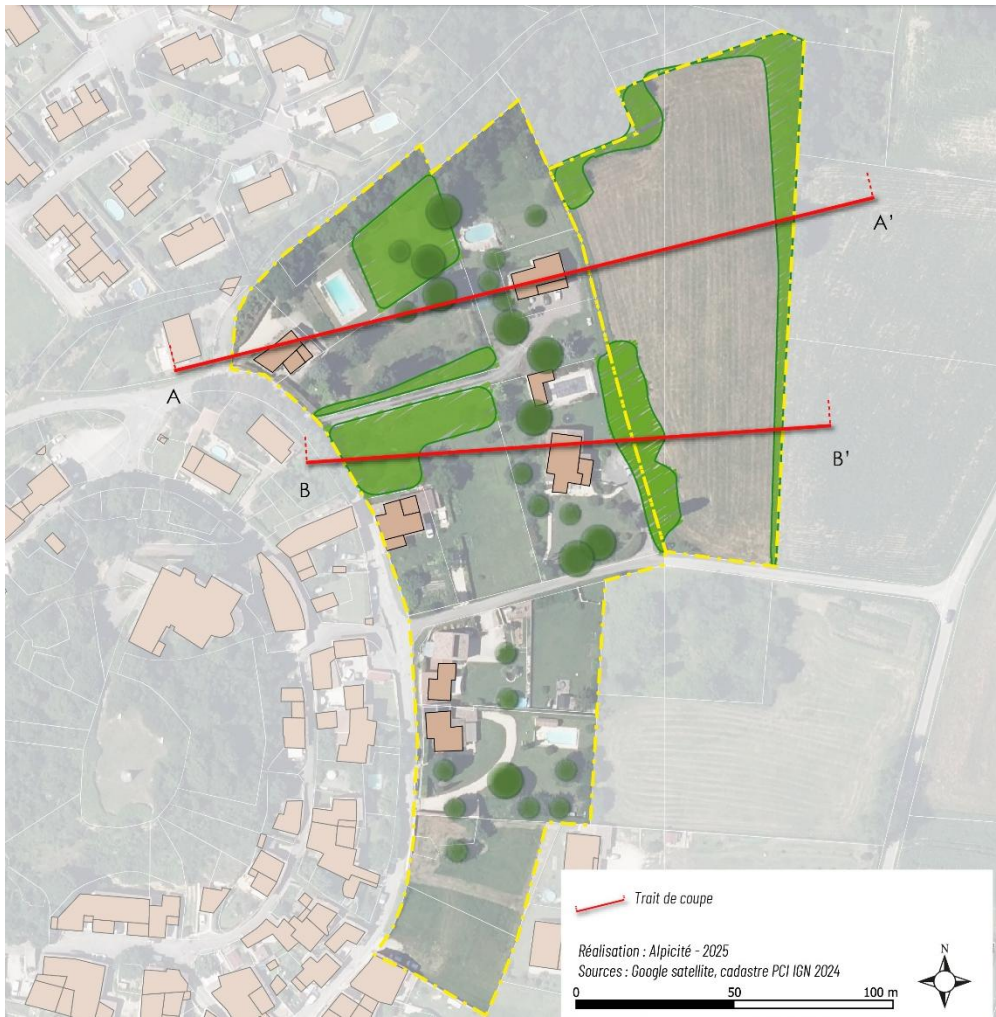 A'
A
B'
B
Trait de coupe
Réalisation : Alpicité - 2025
Sources : Google satellite, cadastre PCI IGN 2024
N
0 50 100 m